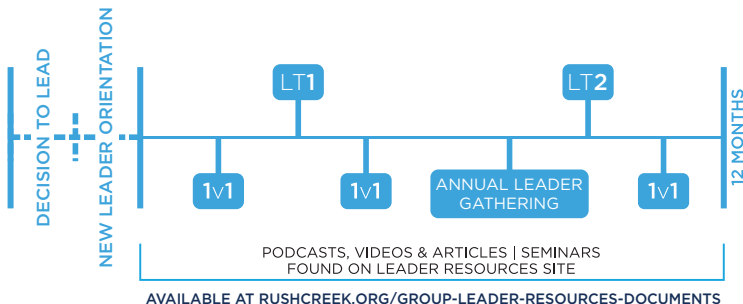 DECISION TO LEAD
NEW LEADER ORIENTATION
LT1
LT2
1v1
1v1
ANNUAL LEADER
GATHERING
1v1
12 MONTHS
PODCASTS, VIDEOS & ARTICLES | SEMINARS
FOUND ON LEADER RESOURCES SITE
AVAILABLE AT RUSHCREEK.ORG/GROUP-LEADER-RESOURCES-DOCUMENTS